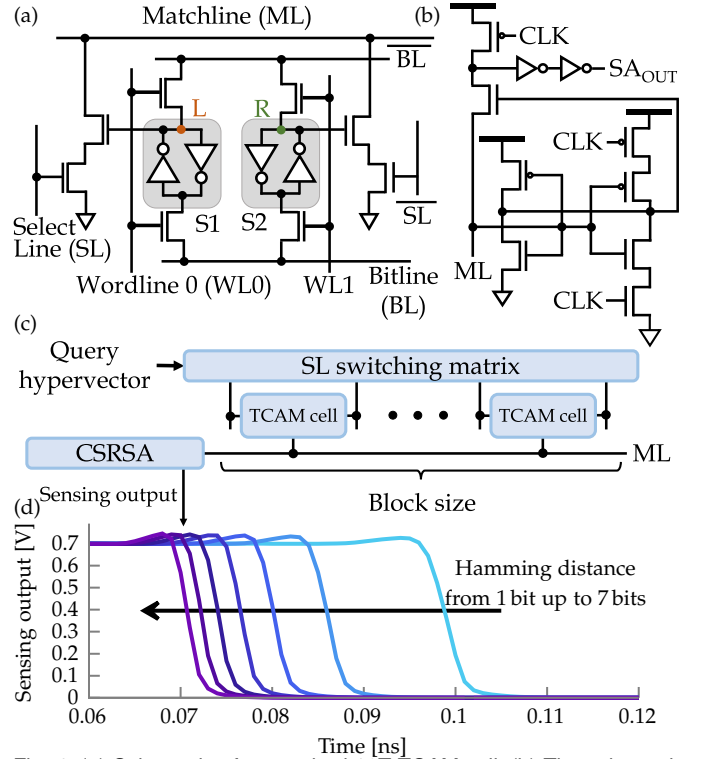 (a)
Matchline (ML)
BL
L
R
S1
S2
Select
Line (SL)
SL
Wordline 0 (WL0)
WL1
Bitline
(BL)
(b)
CLK
SAOUT
CLK
ML
CLK
(c)
Query
hypervector
SL switching matrix
TCAM cell
TCAM cell
CSRSA
ML
Sensing output
Block size
(d)
Sensing output [V]
0.7
0.6
0.5
0.4
0.3
0.2
0.1
0
Hamming distance
from 1 bit up to 7 bits
0.06
0.07
0.08
0.09
0.1
0.11
0.12
Time [ns]